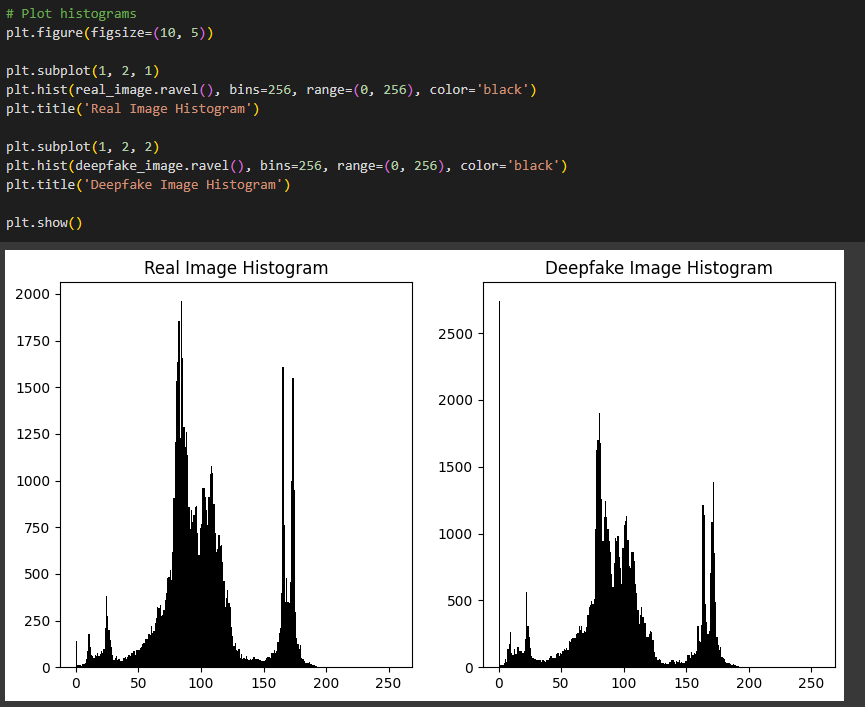 # Plot histograms
plt.figure(figsize=(10, 5))
plt.subplot(1, 2, 1)
plt.hist(real_image.ravel(), bins=256, range=(0, 256), color='black')
plt.title('Real Image Histogram')
plt.subplot(1, 2, 2)
plt.hist(deepfake_image.ravel(), bins=256, range=(0, 256), color='black')
plt.title('Deepfake Image Histogram')
plt.show()
Real Image Histogram
2000
1750
1500
1250
1000
750
500
250
0
0 50 100 150 200 250
Deepfake Image Histogram
2500
2000
1500
1000
500
0
0 50 100 150 200 250